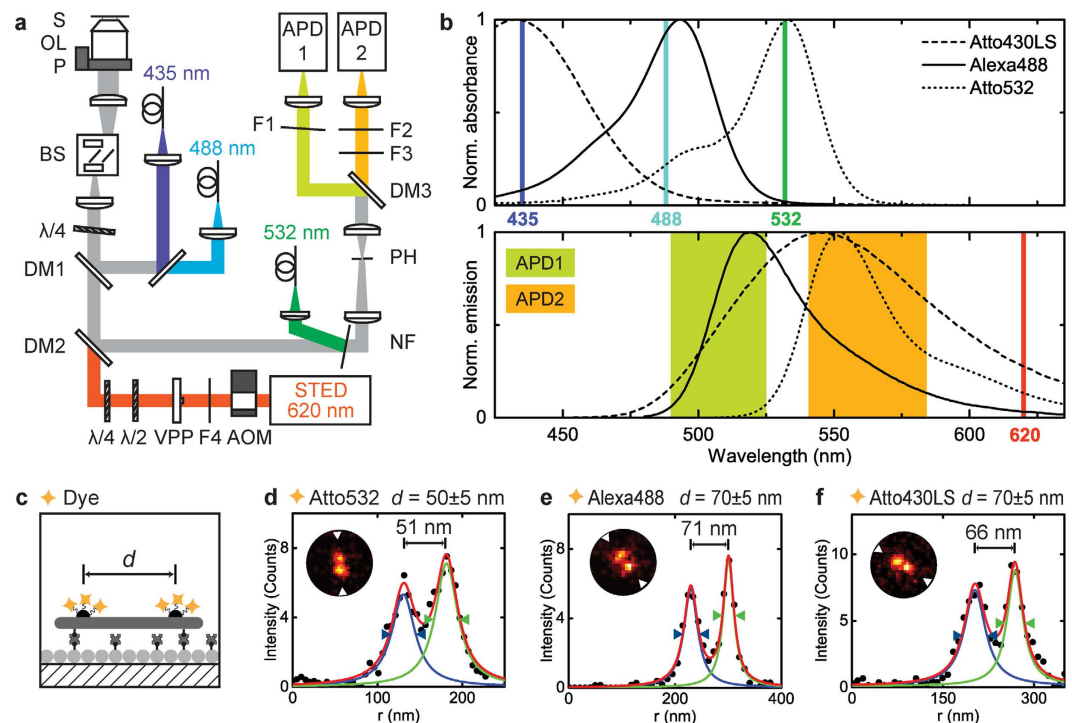 a
S
OL
P
435 nm
APD
1
APD
2
F1
F2
F3
BS
488 nm
DM3
λ/4
532 nm
PH
DM1
DM2
NF
STED
620 nm
λ/4 λ/2 VPP F4 AOM
b
Norm. absorbance
1
0
Atto430LS
Alexa488
Atto532
435 488 532
Norm. emission
1
0
APD1
APD2
450 500 550 600 620
Wavelength (nm)
c Dye
d
d Atto532 d = 50±5 nm
51 nm
Intensity (Counts)
8
4
0
0 100 200
r (nm)
e Alexa488 d = 70±5 nm
71 nm
Intensity (Counts)
8
4
0
0 200 400
r (nm)
f Atto430LS d = 70±5 nm
66 nm
Intensity (Counts)
10
5
0
0 150 300
r (nm)